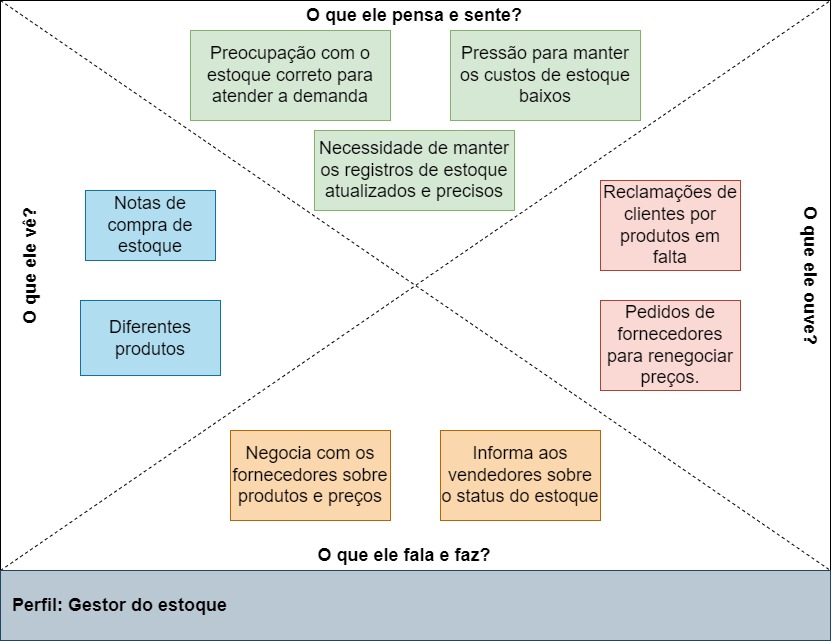 O que ele pensa e sente?
Preocupação com o
estoque correto para
atender a demanda
Pressão para manter
os custos de estoque
baixos
Necessidade de manter
os registros de estoque
atualizados e precisos
O que ele vê?
Notas de
compra de
estoque
Diferentes
produtos
Reclamações de
clientes por
produtos em
falta
Pedidos de
fornecedores
para renegociar
preços.
O que ele ouve?
Negocia com os
fornecedores sobre
produtos e preços
Informa aos
vendedores sobre
o status do estoque
O que ele fala e faz?
Perfil: Gestor do estoque